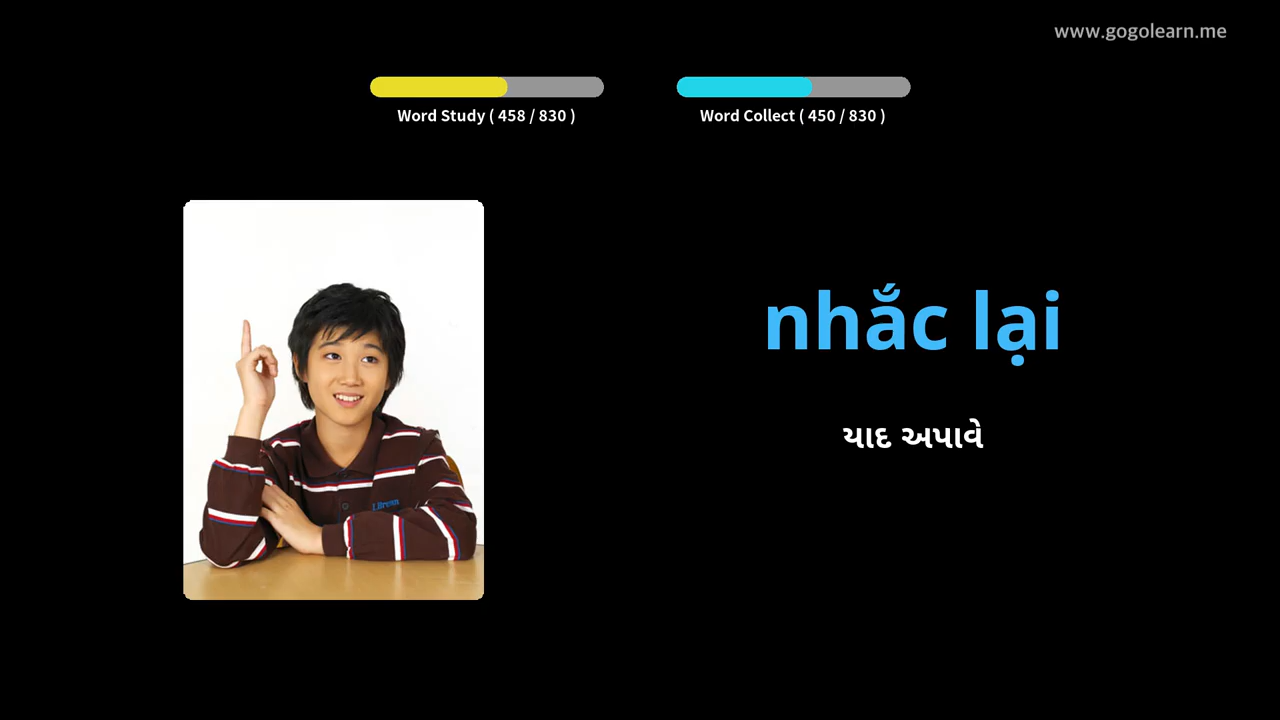 www.gogolearn.me
Word Study ( 458 / 830 )
Word Collect ( 450 / 830 )
nhắc lại
યાદ અપાવે